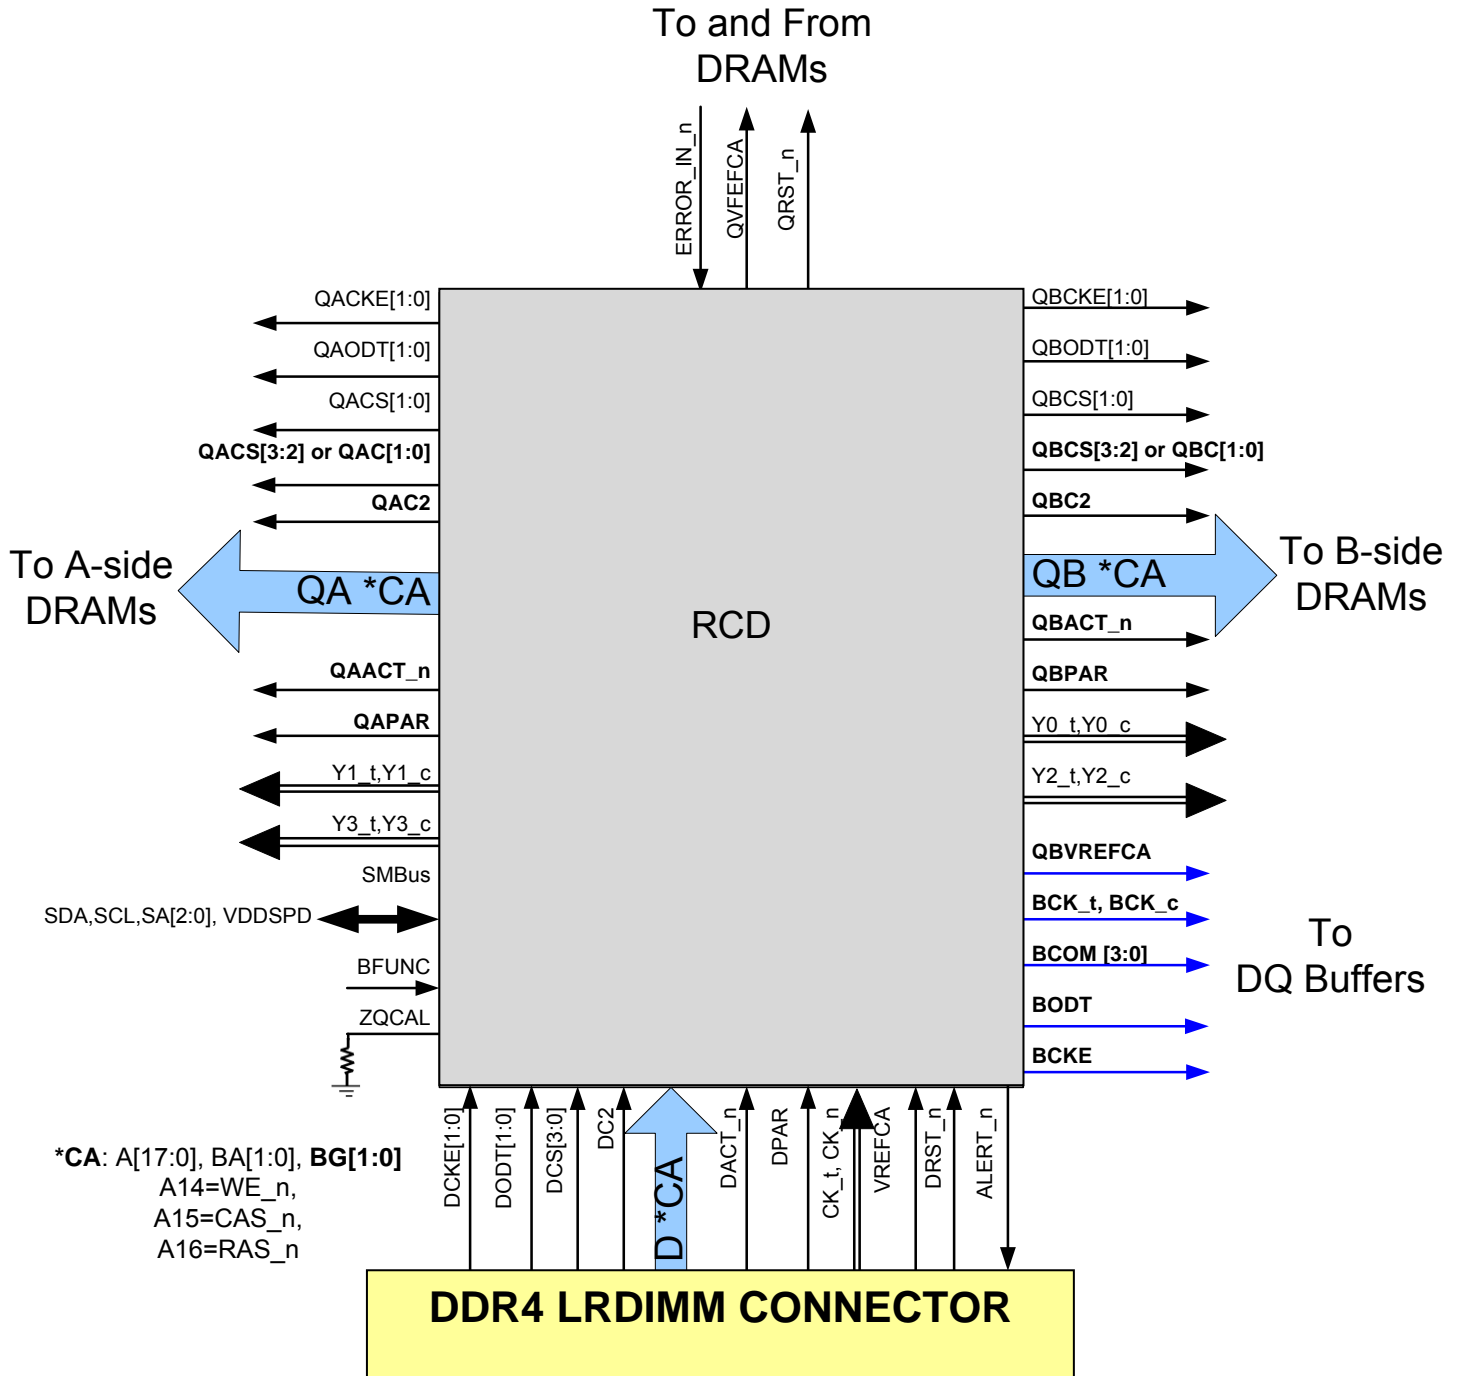 To and From
DRAMs
ERROR_IN_n
QVFEFCA
QRST_n
QACKE[1:0]
QAODT[1:0]
QACS[1:0]
QACS[3:2] or QAC[1:0]
QAC2
To A-side
DRAMs
QA *CA
QAACT_n
QAPAR
Y1_t,Y1_c
Y3_t,Y3_c
SMBus
SDA,SCL,SA[2:0], VDDSPD
BFUNC
ZQCAL
RCD
QBCKE[1:0]
QBODT[1:0]
QBCS[1:0]
QBCS[3:2] or QBC[1:0]
QBC2
QB *CA
To B-side
DRAMs
QBACT_n
QBPAR
Y0_t,Y0_c
Y2_t,Y2_c
QBVREFCA
BCK_t, BCK_c
BCOM [3:0]
BODT
BCKE
To
DQ Buffers
*CA: A[17:0], BA[1:0], BG[1:0]
A14=WE_n,
A15=CAS_n,
A16=RAS_n
DCKE[1:0]
DODT[1:0]
DCS[3:0]
DC2
D *CA
DACT_n
DPAR
CK_t, CK_n
VREFCA
DRST_n
ALERT_n
DDR4 LRDIMM CONNECTOR